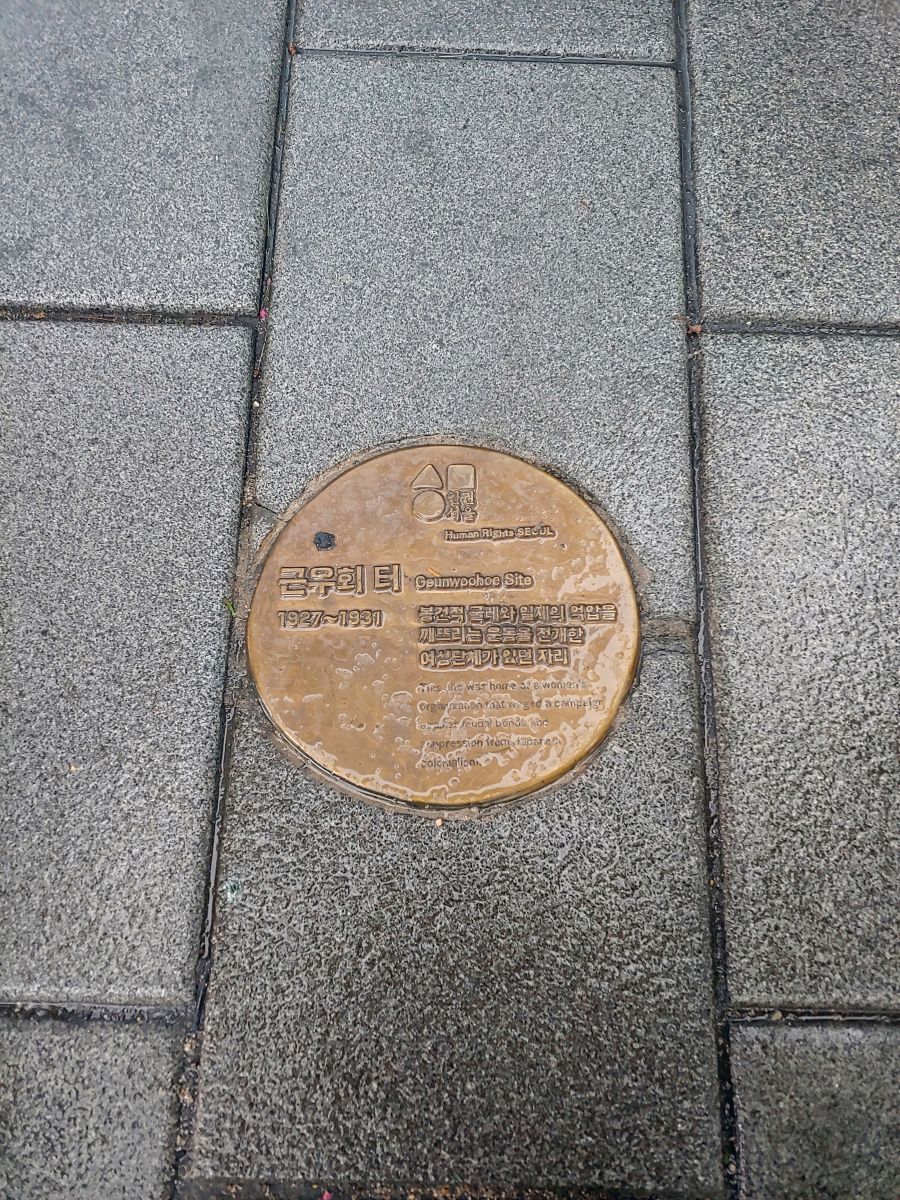 인권
서울
Human Rights SEOUL
근우회 터 Geunwoohoe Site
1927~1931
봉건적 굴레와 일제의 억압을
깨뜨리는 운동을 전개한
여성단체가 있던 자리
This site was home of a women's
organization that waged a campaign
against feudal bonds and
oppression from Japanese
colonialism.